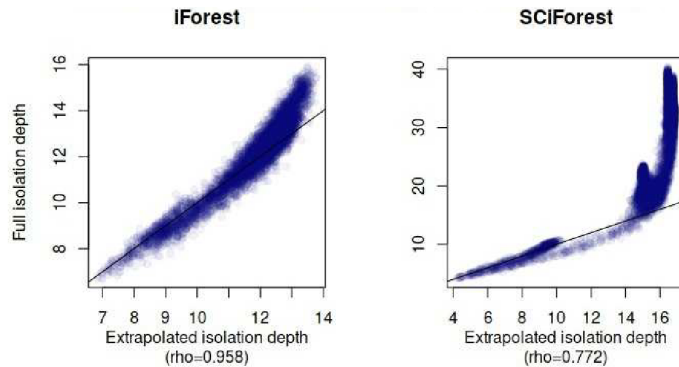 iForest
SCiForest
Full isolation depth
16
14
12
10
8
7 8 9 10 11 12 13 14
Extrapolated isolation depth
(rho=0.958)
40
30
20
10
4 6 8 10 12 14 16
Extrapolated isolation depth
(rho=0.772)